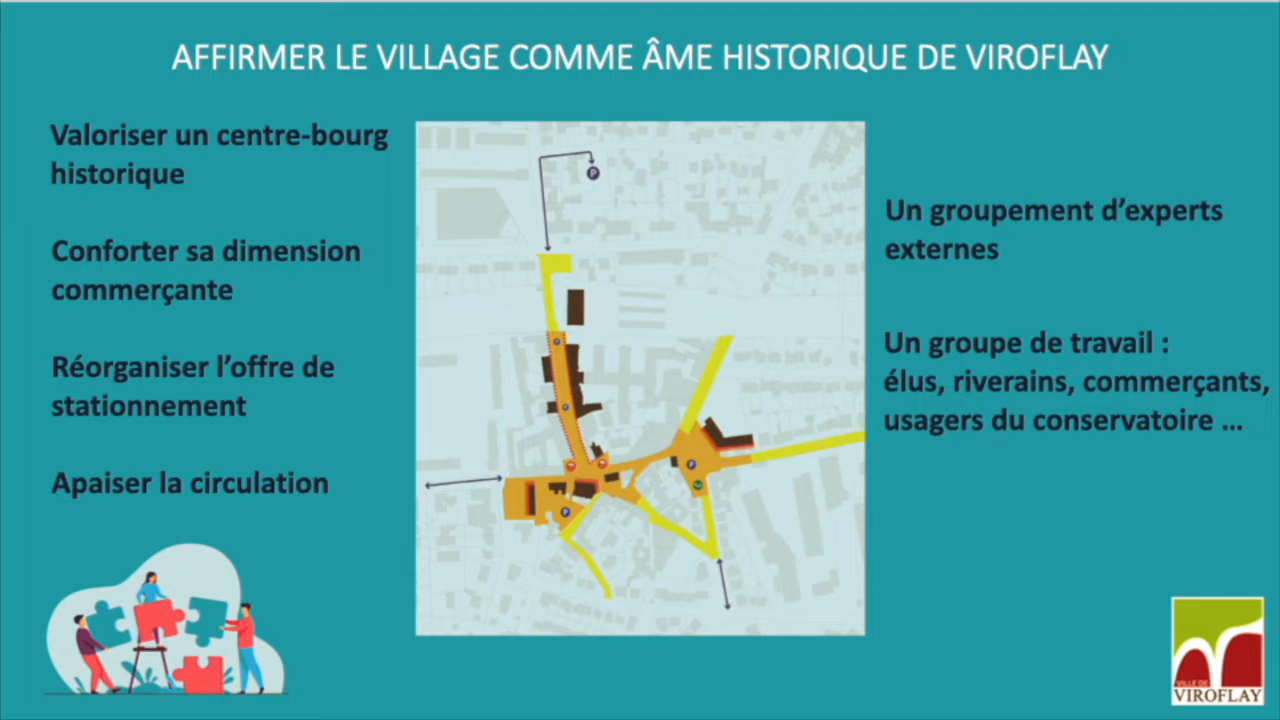 AFFIRMER LE VILLAGE COMME ÂME HISTORIQUE DE VIROFLAY
Valoriser un centre-bourg
historique
Conforter sa dimension
commerçante
Réorganiser l’offre de
stationnement
Apaiser la circulation
P
P
P
P
P
Un groupement d’experts
externes
Un groupe de travail :
élus, riverains, commerçants,
usagers du conservatoire ...
VILLE DE
VIROFLAY